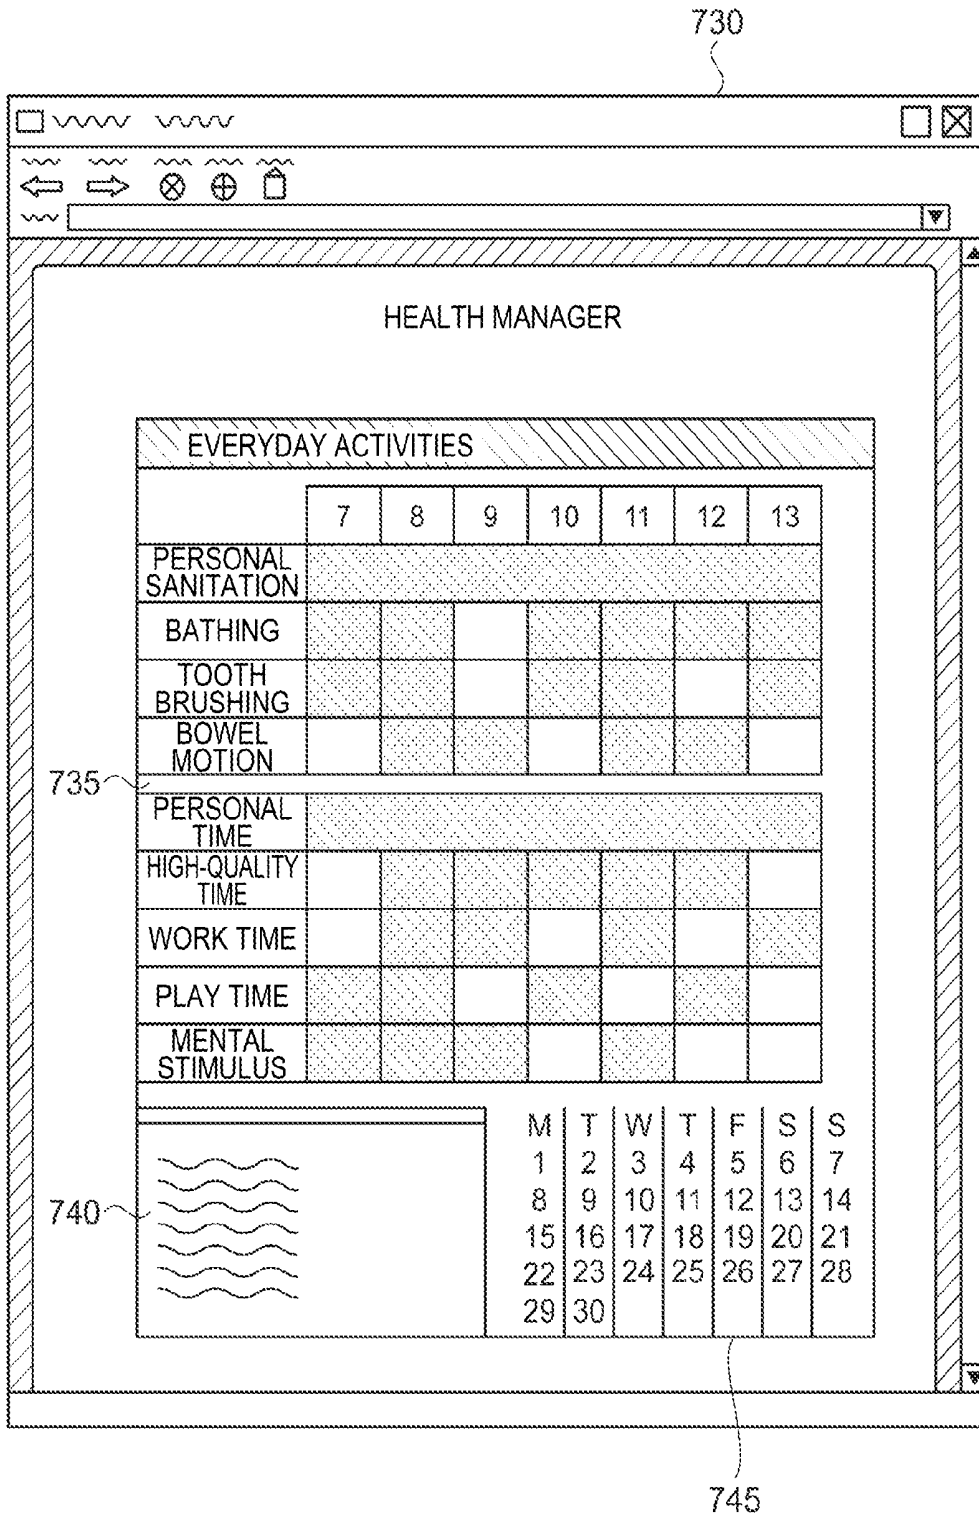 730
HEALTH MANAGER
EVERYDAY ACTIVITIES
7 8 9 10 11 12 13
PERSONAL
SANITATION
BATHING
TOOTH
BRUSHING
BOWEL
MOTION
735
PERSONAL
TIME
HIGH-QUALITY
TIME
WORK TIME
PLAY TIME
MENTAL
STIMULUS
740
M T W T F S S
1 2 3 4 5 6 7
8 9 10 11 12 13 14
15 16 17 18 19 20 21
22 23 24 25 26 27 28
29 30
745